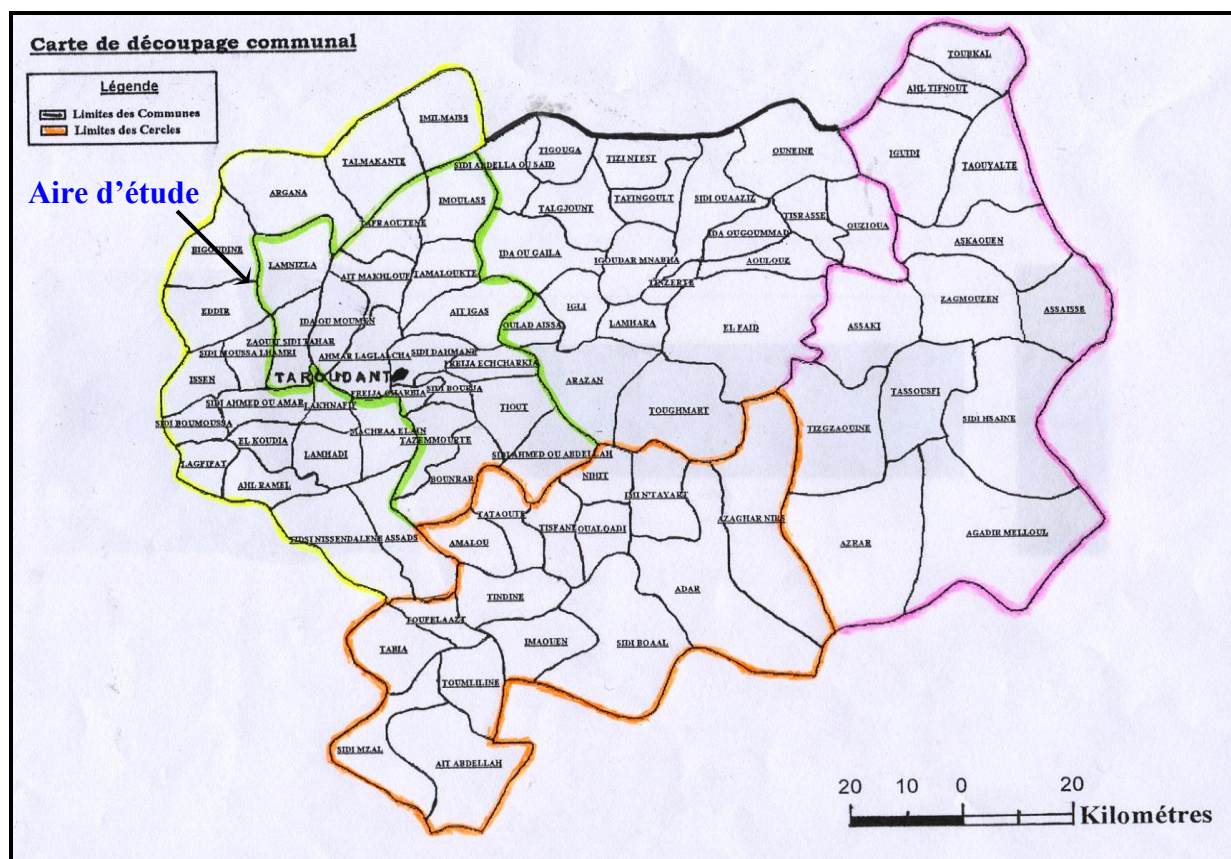 Carte de découpage communal
Légende
Limites des Communes
Limites des Cercles
Aire d’étude
TOUBKAL
AHL TIFNOUT
IMILMAISS
IGUIDI
TAOUYALTE
TIGOUGA
TIZI NTEST
OUNEINE
TALMAKANTE
SIDI ABDELLA OU SAID
ARGANA
IMOULASS
TALGJOUNT
TAFINGOULT
SIDI OUAAZIZ
TISRASSE
TAFRAOUTENE
IDA OUGOUMMAD
OUZIOUA
ASKAOUEN
BIGOUDINE
LAMNIZLA
AIT MAKHLOUF
TAMALOUKTE
IDA OU GAILA
IGOUDAR MNABHA
AOULOUZ
TINZERTE
ZAGMOUZEN
ASSAISSE
EDDIR
AIT IGAS
IGLI
IDA OU MOUMEN
OULAD AISSA
LAMHARA
EL FAID
ASSAKI
ZAOUIT SIDI TAHAR
SIDI MOUSSA LHAMRI
AHMAR LAGLALCHA
SIDI DAHMANE
FREIJA ECHCHARKIA
ISSEN
TAROUDANT
ARAZAN
FREIJA GHARBIA
SIDI BOURJA
TASSOUSFI
SIDI AHMED OU AMAR
LAKHNAFIF
TIOUT
TOUGHMART
SIDI HSAINE
SIDI BOUMOUSSA
MACHRAA ELAIN
TIZGZAOUINE
EL KOUDIA
TAZEMMOURTE
LAGFIFAT
LAMHADI
SIDI AHMED OU ABDELLAH
AHL RAMEL
BOUNRAR
NIHIT
IMI N'TAYART
TATAOUTE
AZAGHAR NIRS
TISFANE
OUALQADI
AGADIR MELLOUL
SIDSI NISSENDALENE
ASSADS
AMALOU
AZRAR
ADAR
TINDINE
TOUFELAAZT
TABIA
IMAOUEN
SIDI BOAAL
TOUMLILINE
SIDI MZAL
AIT ABDELLAH
20 10 0 20
Kilométres